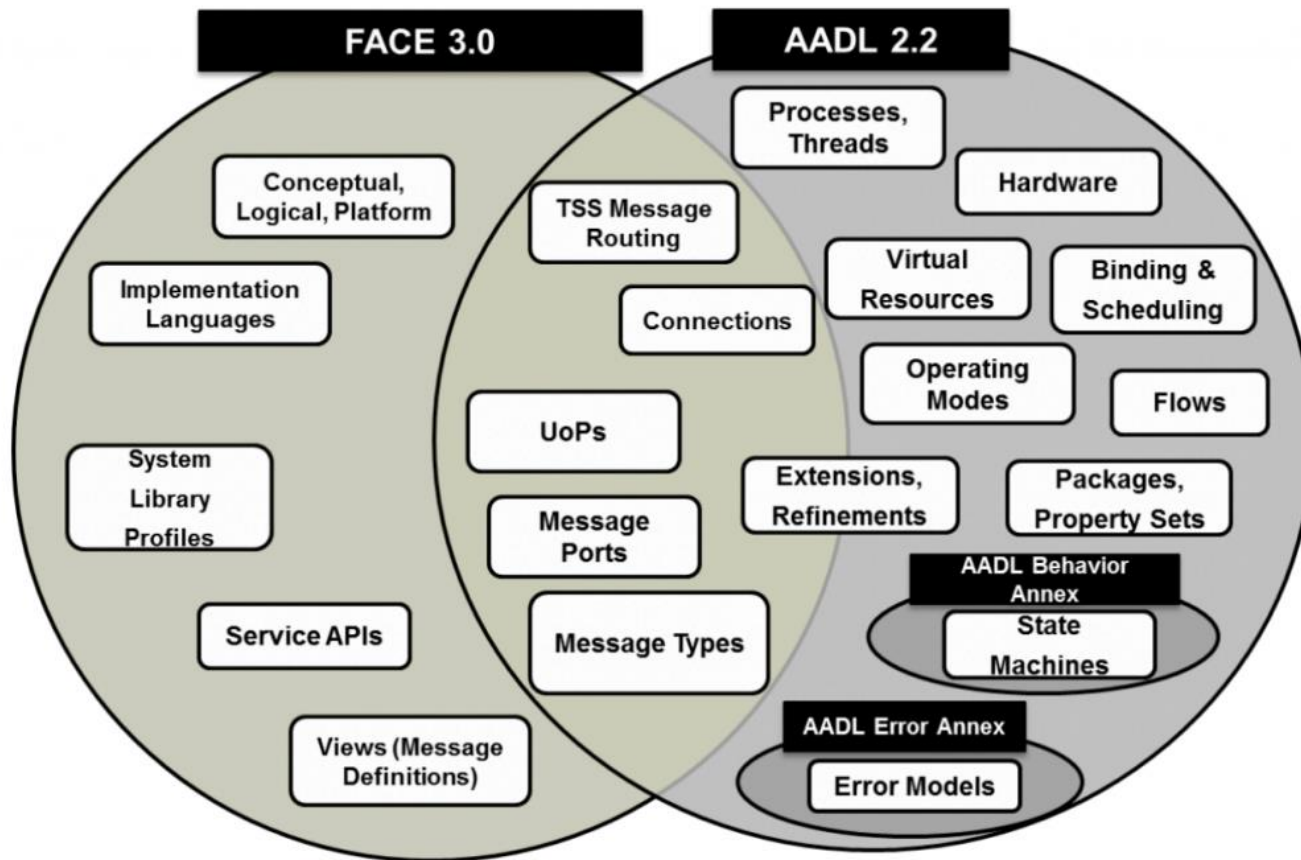 FACE 3.0
AADL 2.2
Conceptual,
Logical, Platform
Implementation
Languages
System
Library
Profiles
Service APIs
Views (Message
Definitions)
TSS Message
Routing
Connections
UoPs
Message
Ports
Message Types
Processes,
Threads
Hardware
Virtual
Resources
Binding &
Scheduling
Operating
Modes
Flows
Extensions,
Refinements
Packages,
Property Sets
AADL Behavior
Annex
State
Machines
AADL Error Annex
Error Models